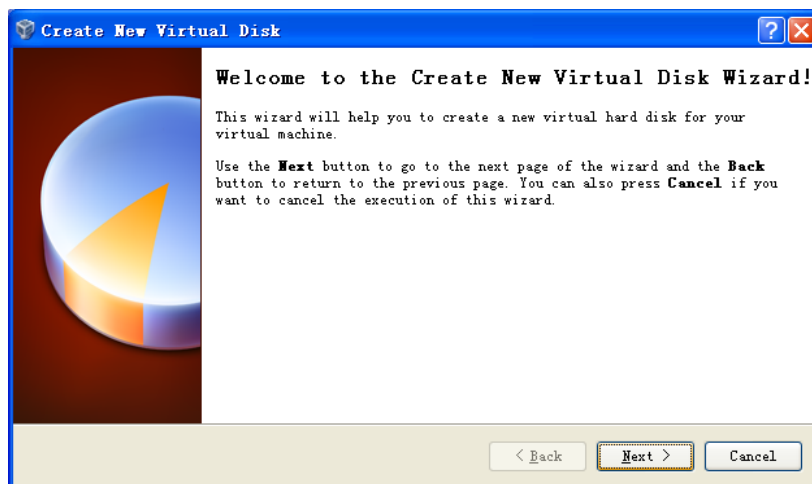 Create New Virtual Disk
Welcome to the Create New Virtual Disk Wizard!
This wizard will help you to create a new virtual hard disk for your
virtual machine.
Use the Next button to go to the next page of the wizard and the Back
button to return to the previous page. You can also press Cancel if you
want to cancel the execution of this wizard.
< Back Next > Cancel